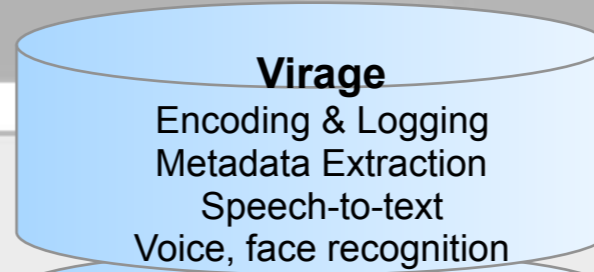 Virage
Encoding & Logging
Metadata Extraction
Speech-to-text
Voice, face recognition